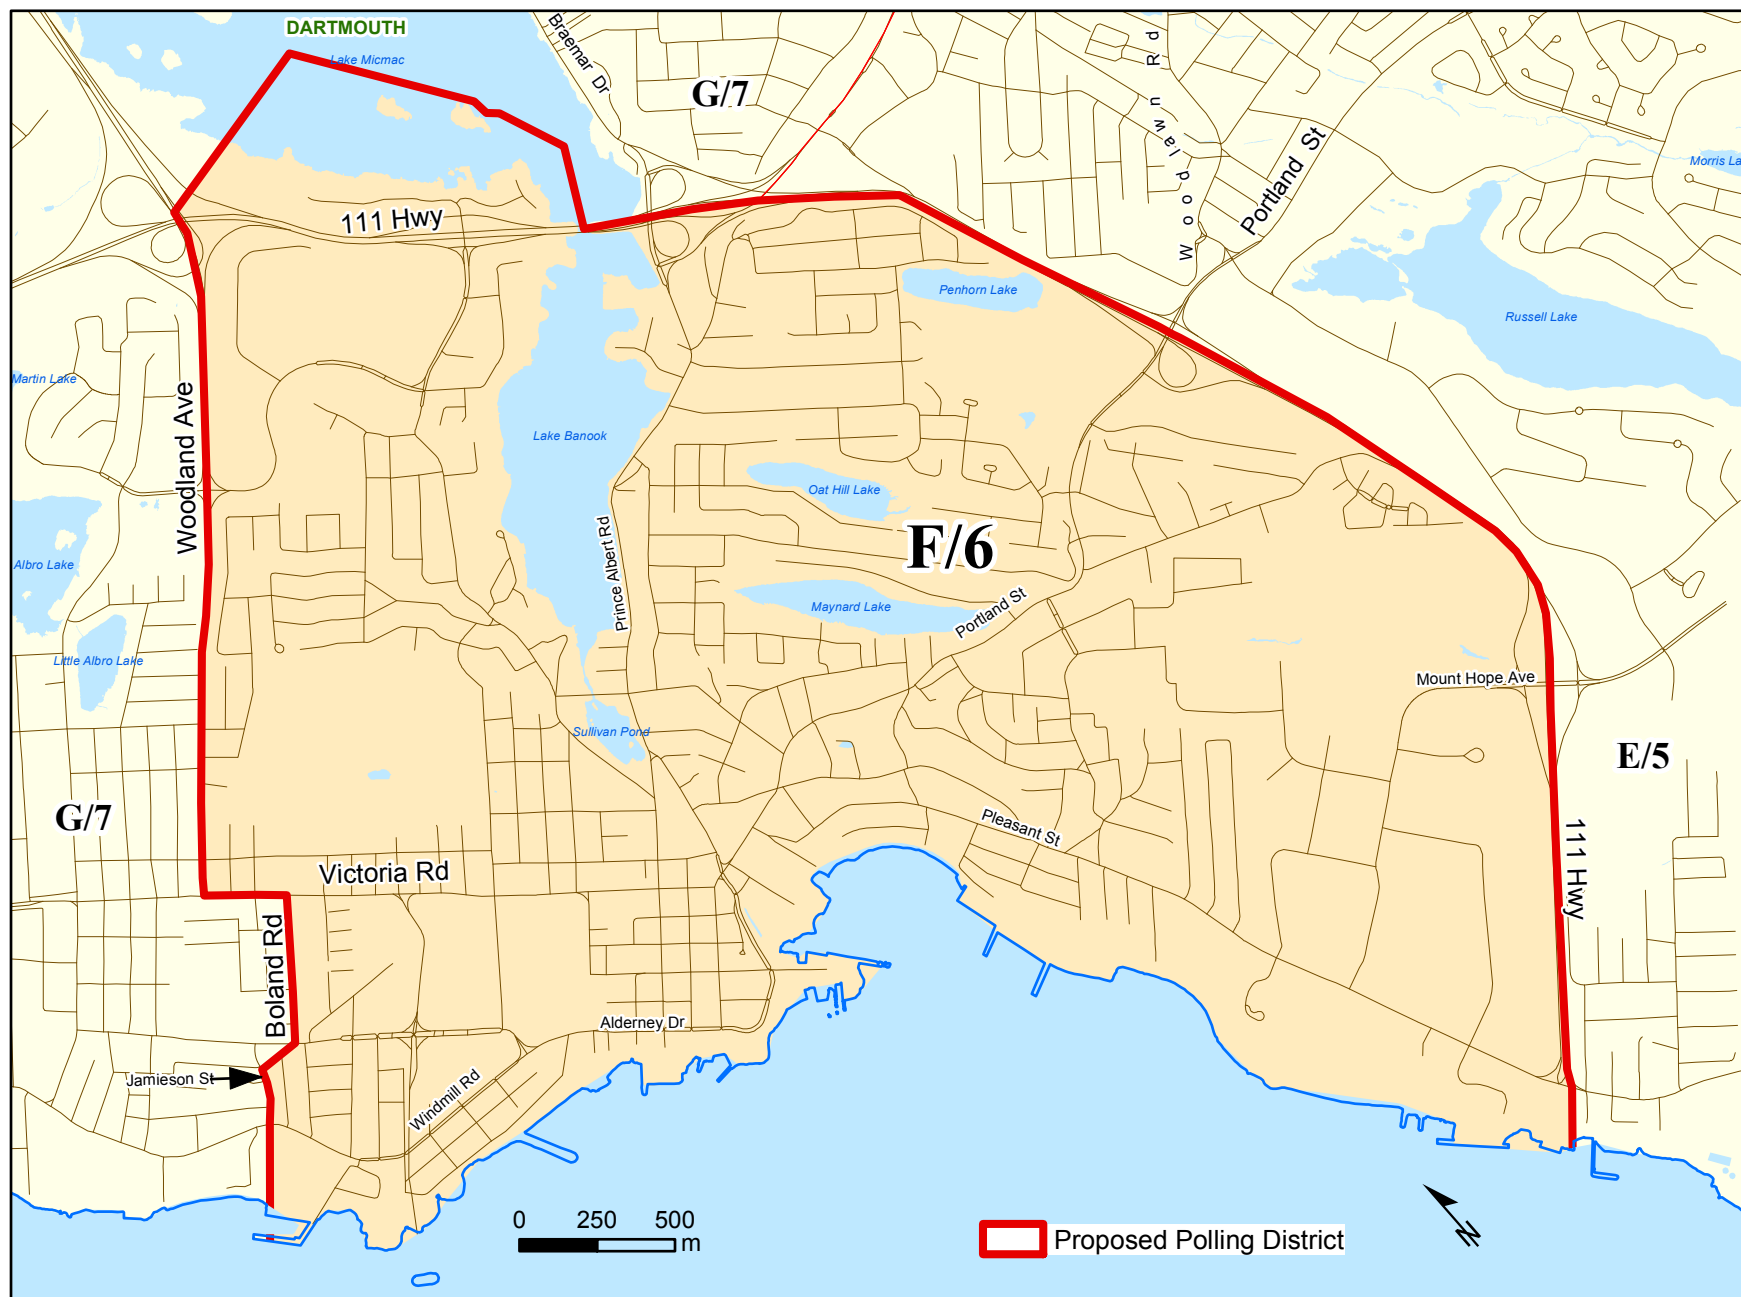 DARTMOUTH
Lake Micmac
Braemar Dr
G/7
Woodlawn Rd
Portland St
Morris La
111 Hwy
Penhorn Lake
Russell Lake
Martin Lake
Woodland Ave
Lake Banook
Oat Hill Lake
F/6
Albro Lake
Prince Albert Rd
Maynard Lake
Portland St
Little Albro Lake
Mount Hope Ave
Sullivan Pond
E/5
G/7
Pleasant St
Victoria Rd
111 Hwy
Boland Rd
Alderney Dr
Jamieson St
Windmill Rd
0 250 500
m
Proposed Polling District
N